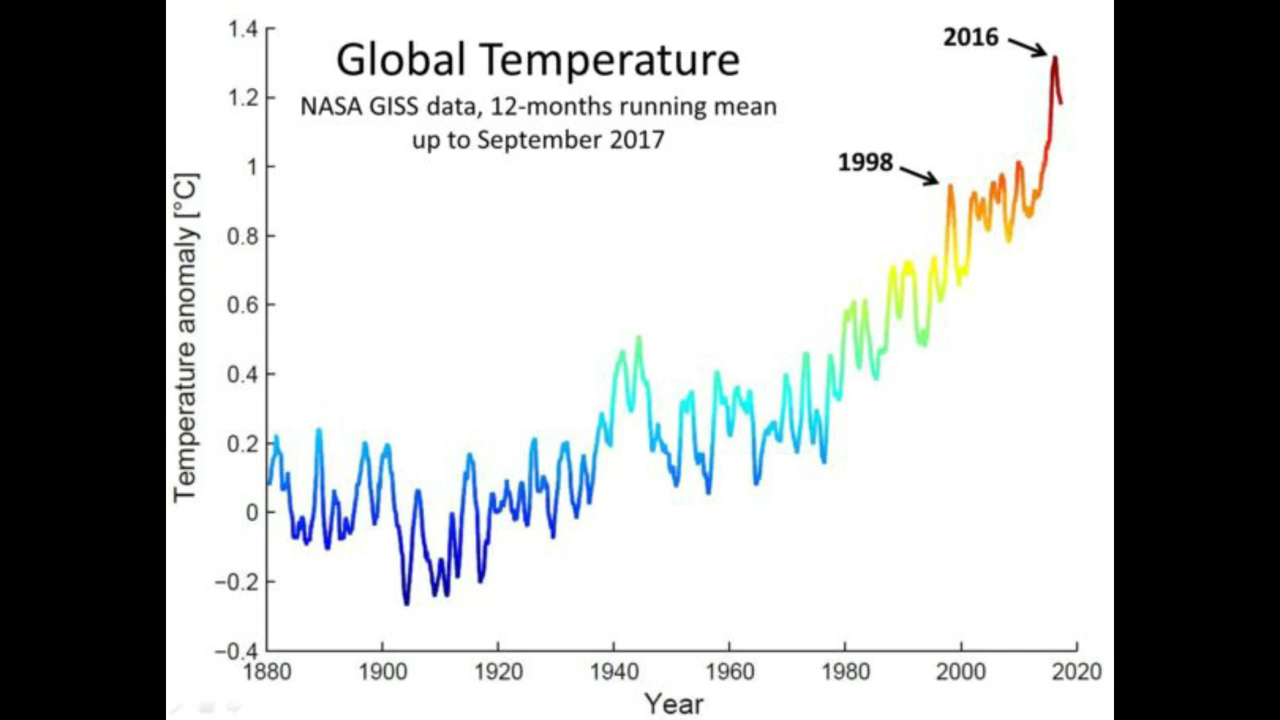 Global Temperature
NASA GISS data, 12-months running mean
up to September 2017
2016
1998
Temperature anomaly [°C]
1.4
1.2
1
0.8
0.6
0.4
0.2
0
−0.2
−0.4
1880 1900 1920 1940 1960 1980 2000 2020
Year